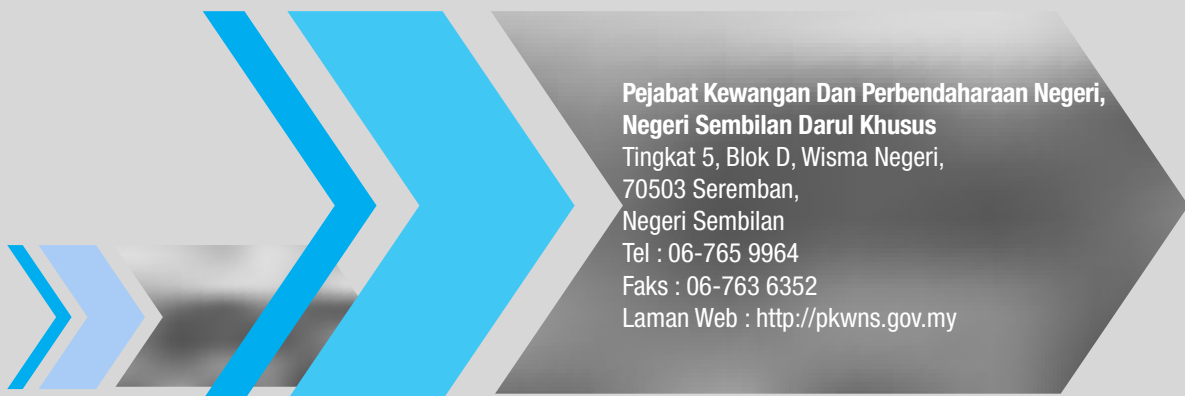 Pejabat Kewangan Dan Perbendaharaan Negeri,
Negeri Sembilan Darul Khusus
Tingkat 5, Blok D, Wisma Negeri,
70503 Seremban,
Negeri Sembilan
Tel : 06-765 9964
Faks : 06-763 6352
Laman Web : http://pkwns.gov.my